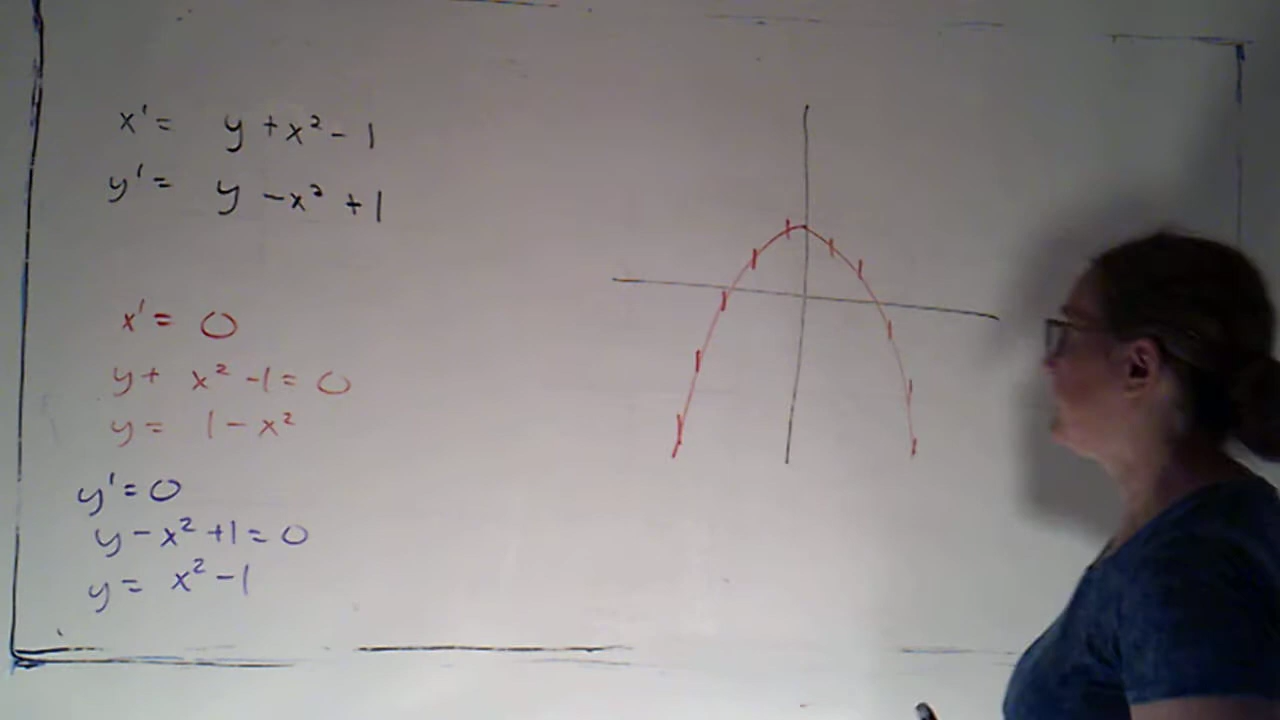 x' = y + x² - 1
y' = y - x² + 1
x' = 0
y + x² - 1 = 0
y = 1 - x²
y' = 0
y - x² + 1 = 0
y = x² - 1